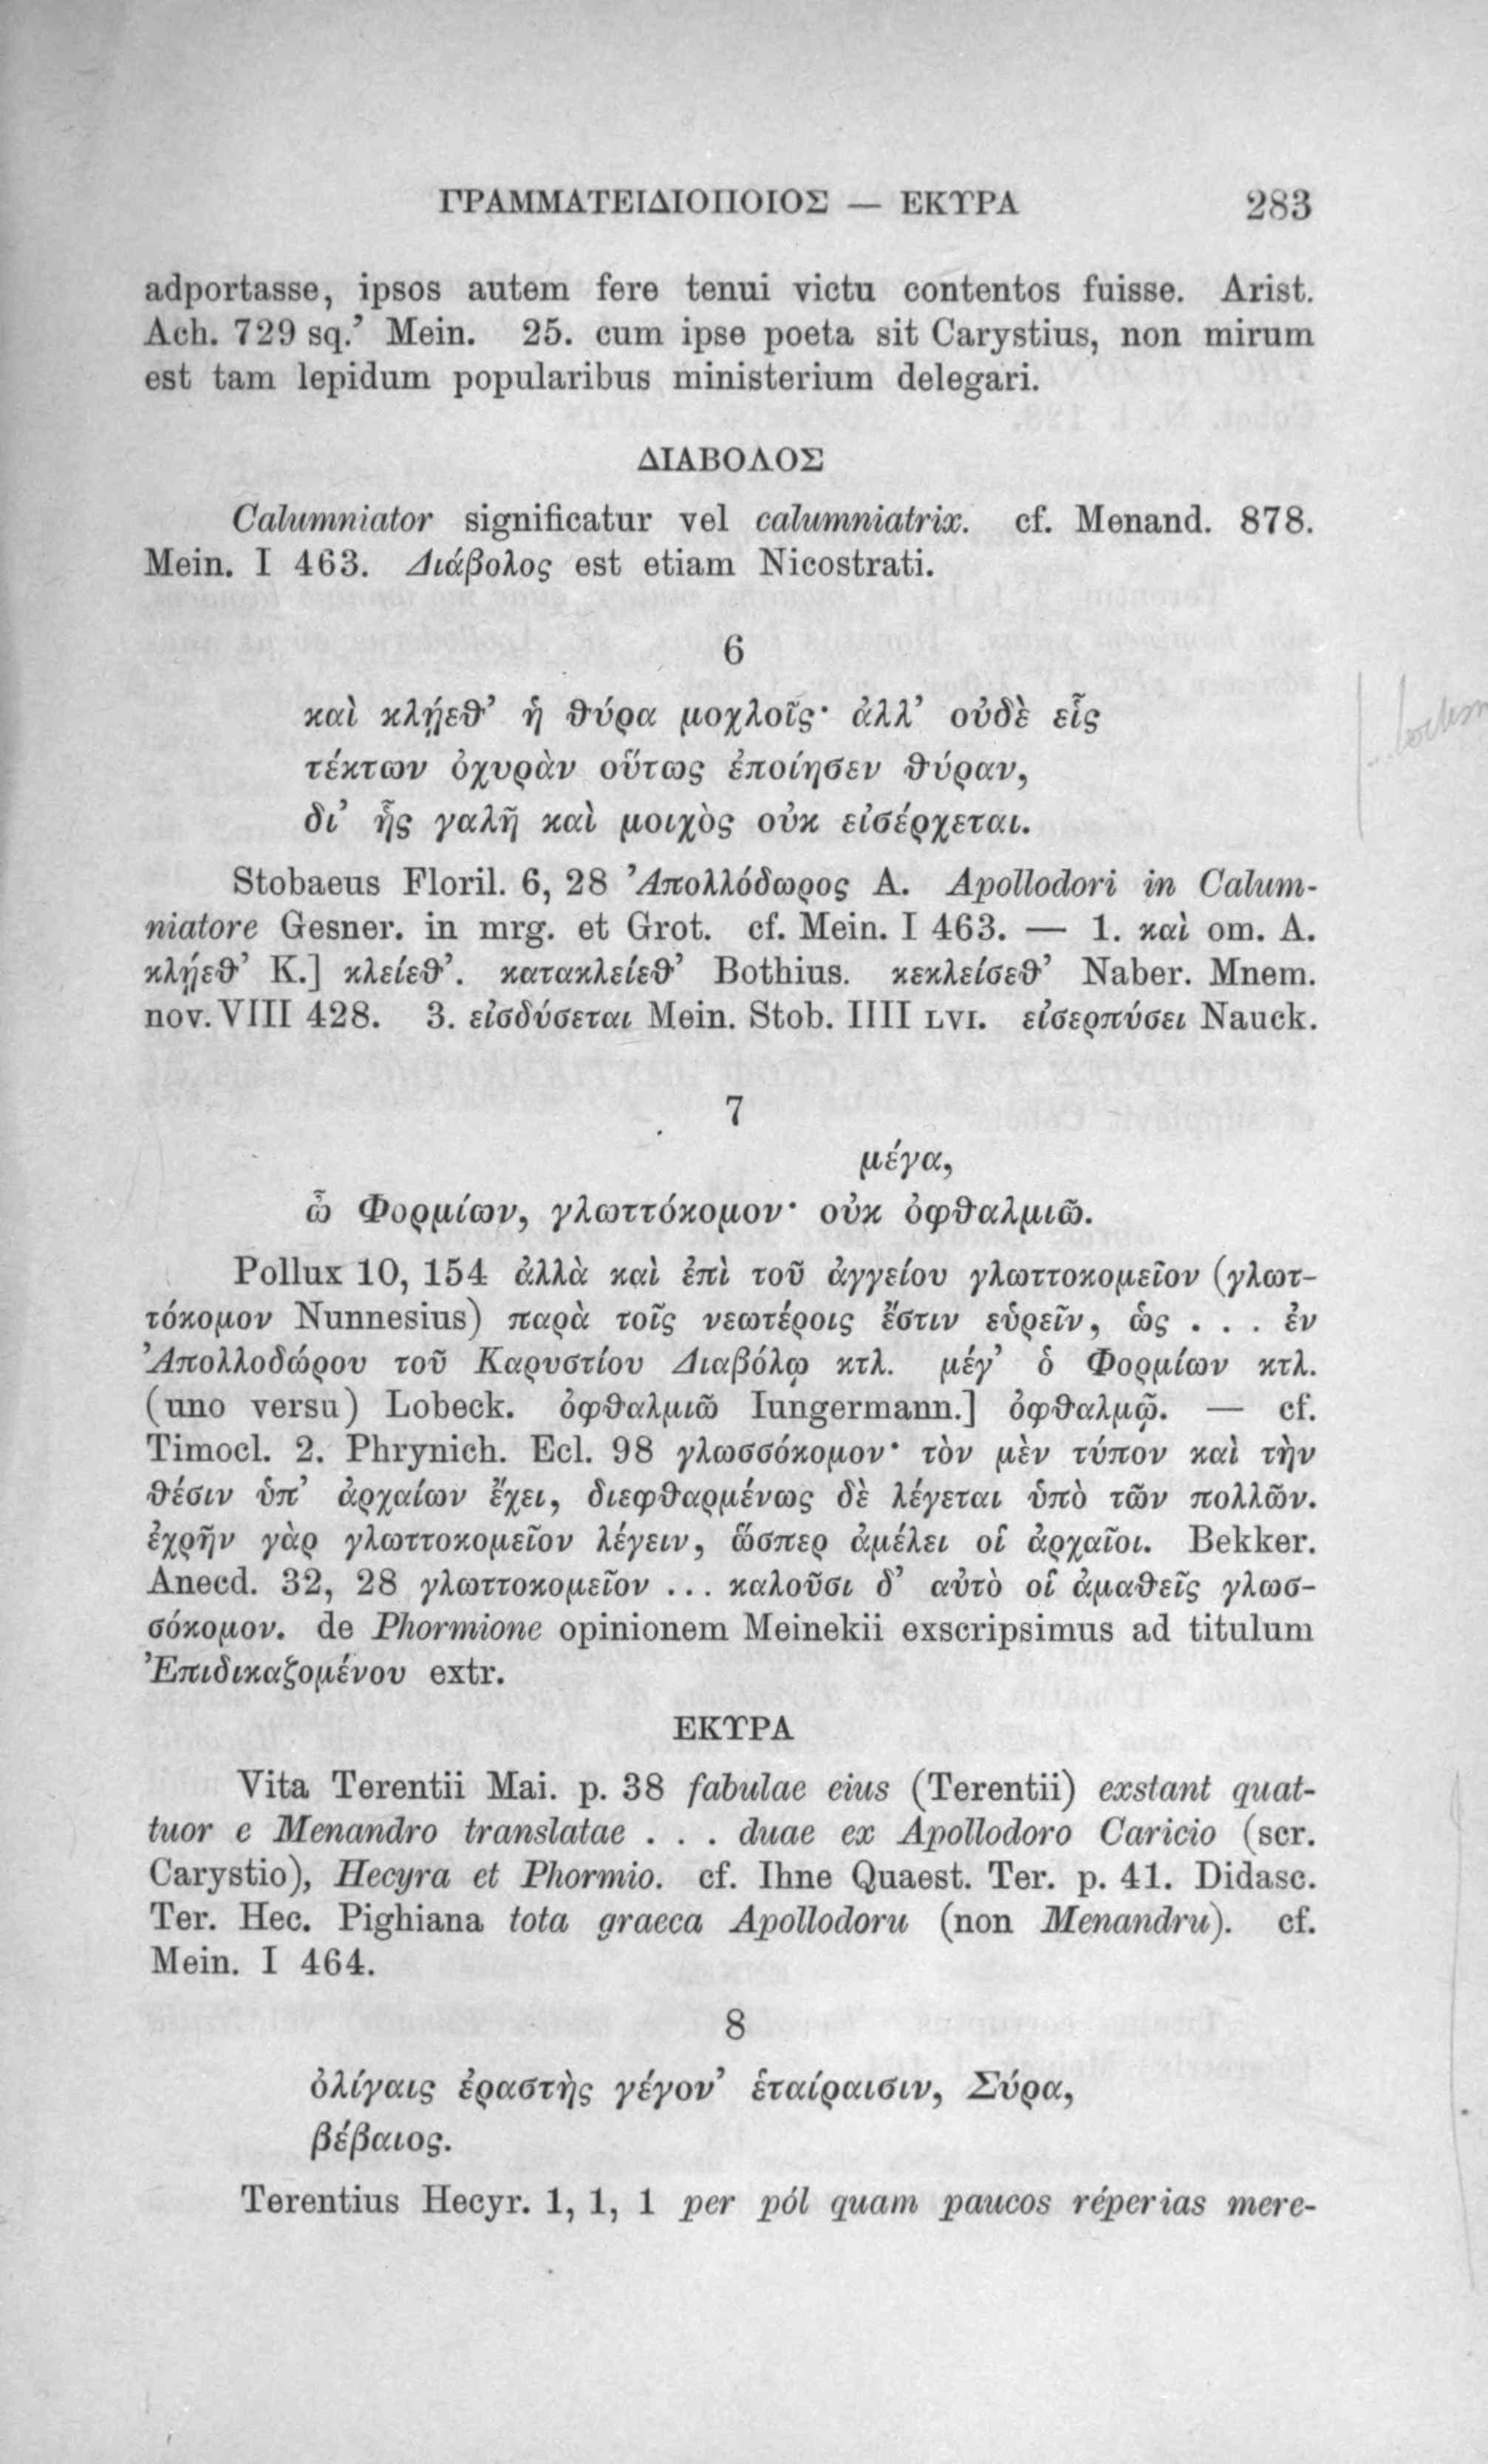 ΓΡΑΜΜΑΤΕΙΔΙΟΠΟΙΟΣ — ΕΚΥΡΑ 283
adportasse, ipsos autem fere tenui victu contentos fuisse. Arist.
Ach. 729 sq.’ Mein. 25. cum ipse poeta sit Carystius, non mirum
est tam lepidum popularibus ministerium delegari.
ΔΙΑΒΟΛΟΣ
Calumniator significatur vel calumniatrix. cf. Menand. 878.
Mein. I 463. Διάβολος est etiam Nicostrati.
6
καὶ κλῄεθ’ ἡ θύρα μοχλοῖς· ἀλλ’ οὐδὲ εἷς
τέκτων ὀχυρὰν οὕτως ἐποίησεν θύραν,
δι’ ἧς γαλῆ καὶ μοιχὸς οὐκ εἰσέρχεται.
Stobaeus Floril. 6, 28 Ἀπολλόδωρος A. Apollodori in Calum-
niatore Gesner. in mrg. et Grot. cf. Mein. I 463. — 1. καὶ om. A.
κλῄεθ’ K.] κλείεθ’. κατακλείεθ’ Bothius. κεκλείσεθ’ Naber. Mnem.
nov. VIII 428. 3. εἰσδύσεται Mein. Stob. IIII LVI. εἰσερπύσει Nauck.
7
μέγα,
ὦ Φορμίων, γλωττόκομον· οὐκ ὀφθαλμιῶ.
Pollux 10, 154 ἀλλὰ καὶ ἐπὶ τοῦ ἀγγείου γλωττοκομεῖον (γλωτ-
τόκομον Nunnesius) παρὰ τοῖς νεωτέροις ἔστιν εὑρεῖν, ὡς . . . ἐν
Ἀπολλοδώρου τοῦ Καρυστίου Διαβόλῳ κτλ. μέγ’ ὁ Φορμίων κτλ.
(uno versu) Lobeck. ὀφθαλμιῶ Iungermann.] ὀφθαλμῷ. — cf.
Timocl. 2. Phrynich. Ecl. 98 γλωσσόκομον· τὸν μὲν τύπον καὶ τὴν
θέσιν ὑπ’ ἀρχαίων ἔχει, διεφθαρμένως δὲ λέγεται ὑπὸ τῶν πολλῶν.
ἐχρῆν γὰρ γλωττοκομεῖον λέγειν, ὥσπερ ἀμέλει οἱ ἀρχαῖοι. Bekker.
Anecd. 32, 28 γλωττοκομεῖον ... καλοῦσι δ’ αὐτὸ οἱ ἀμαθεῖς γλωσ-
σόκομον. de Phormione opinionem Meinekii exscripsimus ad titulum
Ἐπιδικαζομένου extr.
ΕΚΥΡΑ
Vita Terentii Mai. p. 38 fabulae eius (Terentii) exstant quat-
tuor e Menandro translatae . . . duae ex Apollodoro Caricio (scr.
Carystio), Hecyra et Phormio. cf. Ihne Quaest. Ter. p. 41. Didasc.
Ter. Hec. Pighiana tota graeca Apollodoru (non Menandru). cf.
Mein. I 464.
8
ὀλίγαις ἐραστὴς γέγον’ ἑταίραισιν, Σύρα,
βέβαιος.
Terentius Hecyr. 1, 1, 1 per pól quam paucos réperias mere-